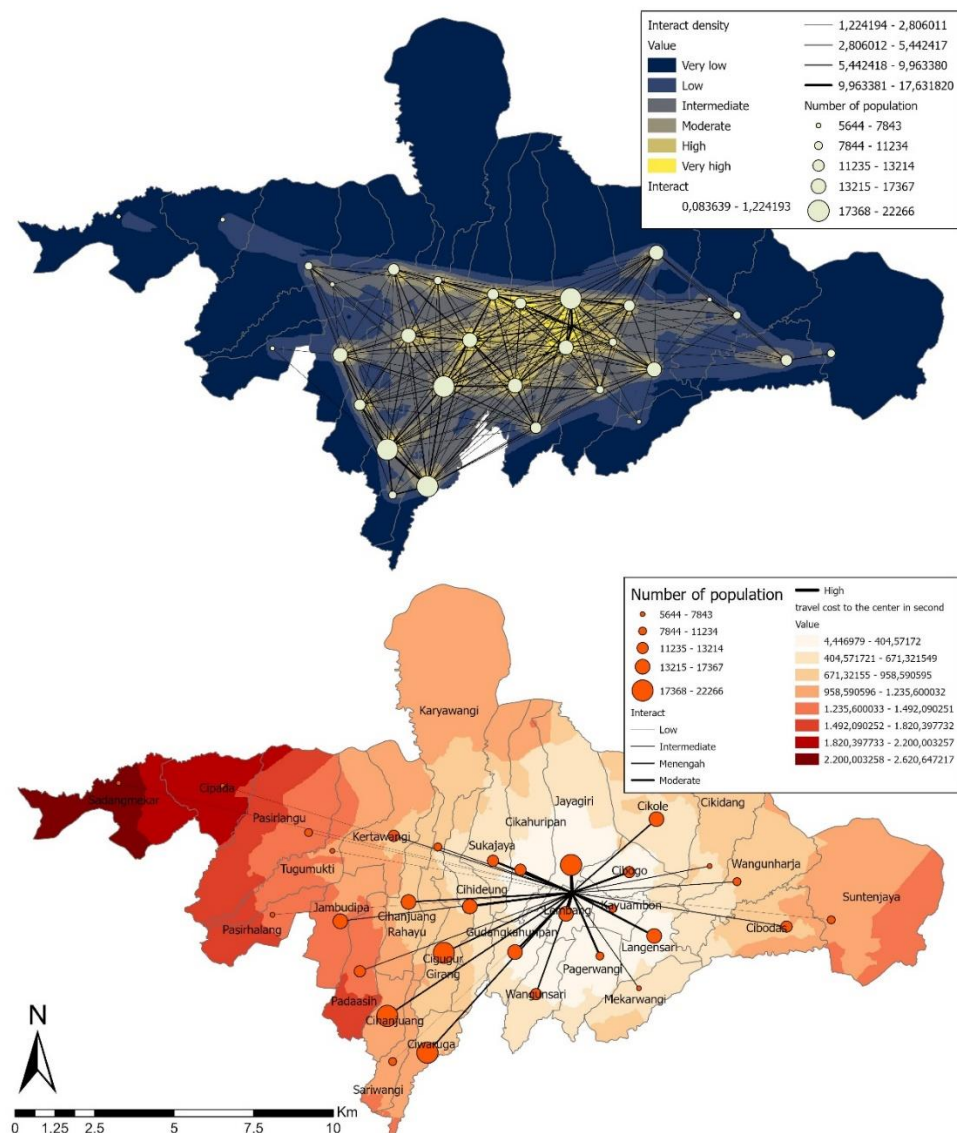 Interact density
Value
Very low
Low
Intermediate
Moderate
High
Very high
Interact
0,083639 - 1,224193
1,224194 - 2,806011
2,806012 - 5,442417
5,442418 - 9,963380
9,963381 - 17,631820
Number of population
5644 - 7843
7844 - 11234
11235 - 13214
13215 - 17367
17368 - 22266
Number of population
5644 - 7843
7844 - 11234
11235 - 13214
13215 - 17367
17368 - 22266
Interact
Low
Intermediate
Menengah
Moderate
High
travel cost to the center in second
Value
4,446979 - 404,57172
404,571721 - 671,321549
671,32155 - 958,590595
958,590596 - 1.235,600032
1.235,600033 - 1.492,090251
1.492,090252 - 1.820,397732
1.820,397733 - 2.200,003257
2.200,003258 - 2.620,647217
Karyawangi
Sadangmekar
Cipada
Pasirlangu
Kertawangi
Tugumukti
Sukajaya
Cikahuripan
Jayagiri
Cikole
Cikidang
Cibogo
Wangunharja
Suntenjaya
Cihideung
Pasirhalang
Jambudipa
Cihanjuang
Rahayu
Gudangkahuripan
Lembang
Kayuambon
Langensari
Cibodas
Cigugur
Girang
Pagerwangi
Wangunsari
Mekarwangi
Padaasih
Cihanjuang
Ciwaruga
Sariwangi
N
Km
0 1.25 2.5 5 7.5 10